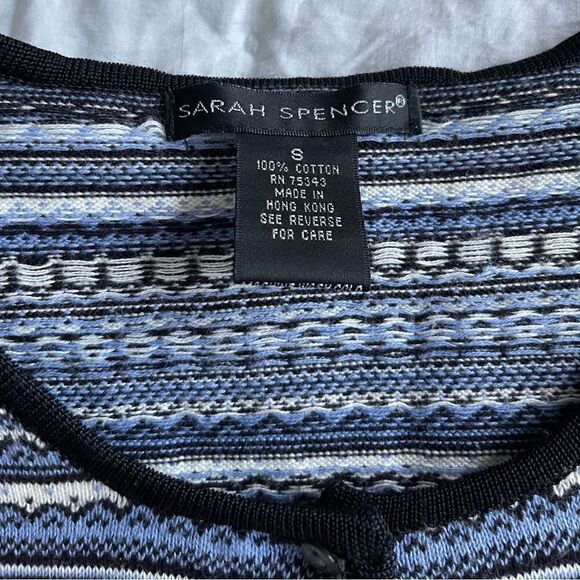 SARAH SPENCER®
S
100% COTTON
RN 75343
MADE IN
HONG KONG
SEE REVERSE
FOR CARE